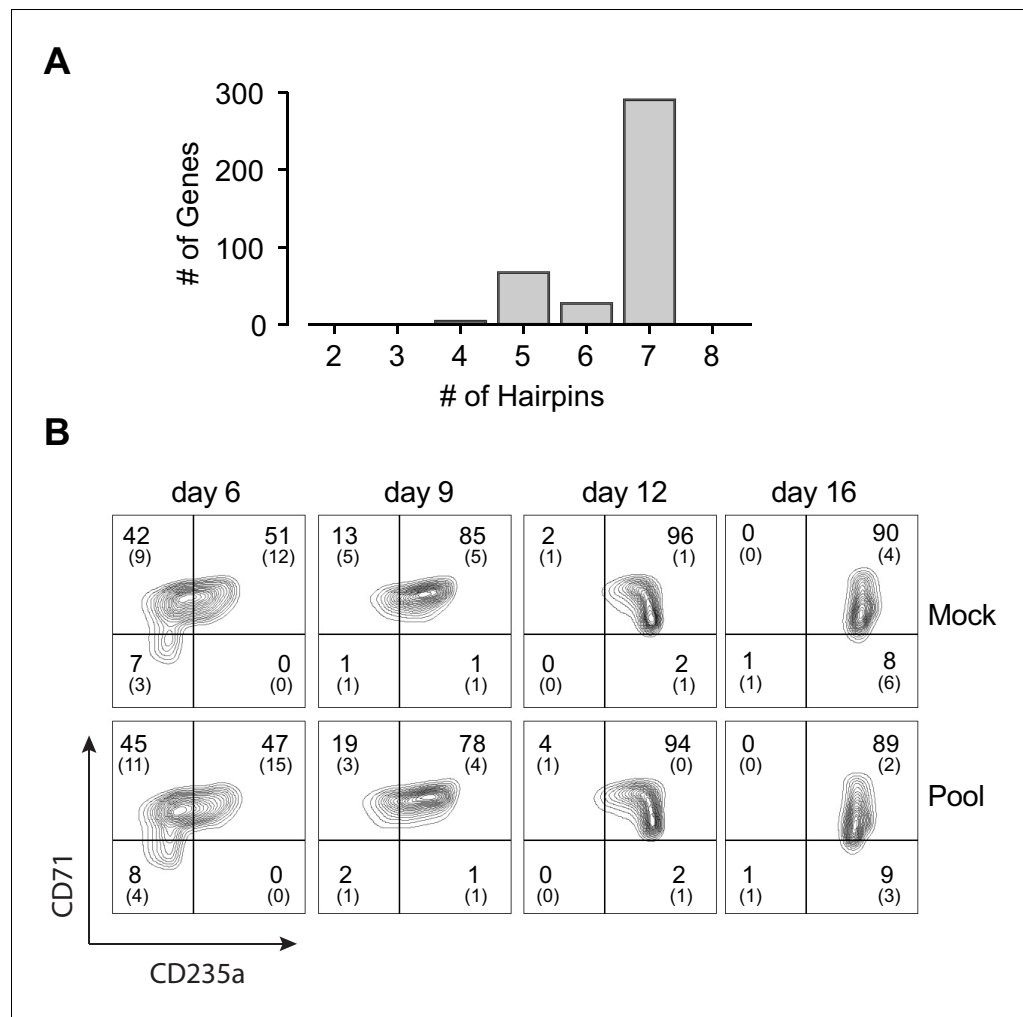 A
300
200
100
0
# of Genes
2 3 4 5 6 7 8
# of Hairpins
B
day 6 day 9 day 12 day 16
42 51 13 85 2 96 0 90
(9) (12) (5) (5) (1) (1) (0) (4)
Mock
7 0 1 1 0 2 1 8
(3) (0) (1) (1) (0) (1) (1) (6)
45 47 19 78 4 94 0 89
(11) (15) (3) (4) (1) (0) (0) (2)
Pool
8 0 2 1 0 2 1 9
(4) (0) (1) (1) (0) (1) (1) (3)
CD71
CD235a